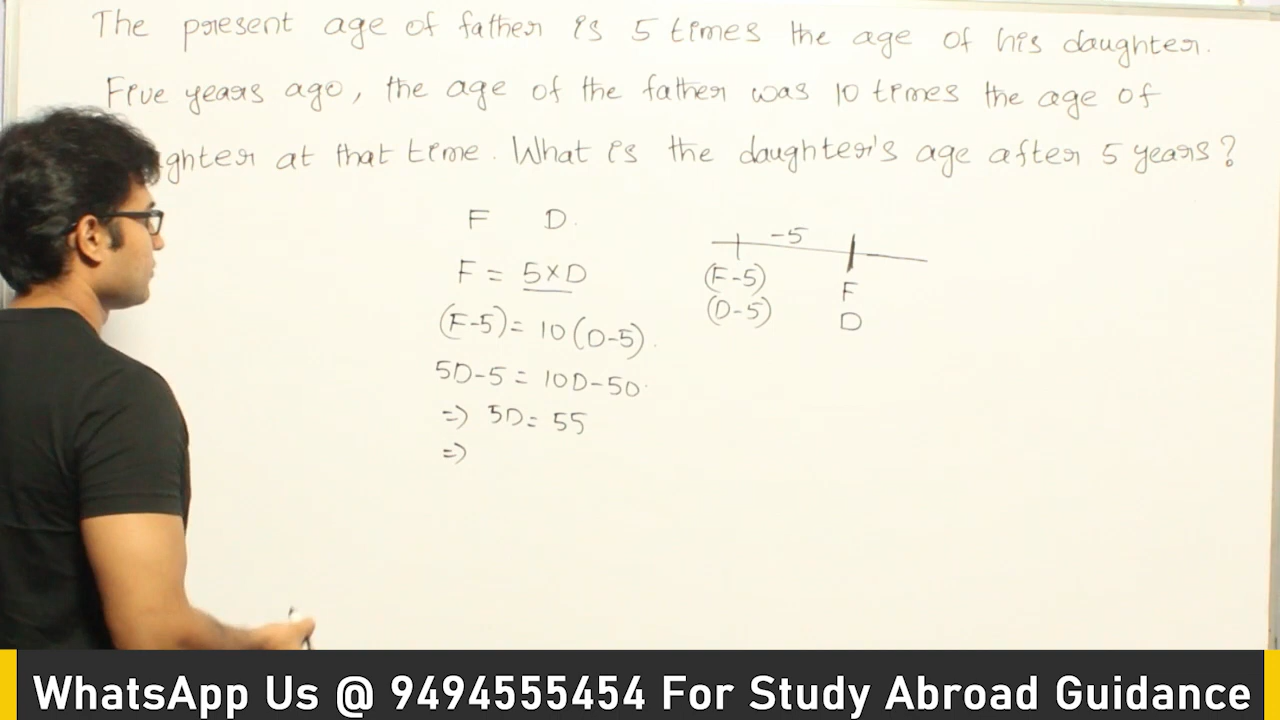 The present age of father is 5 times the age of his daughter.
Five years ago, the age of the father was 10 times the age of
ghter at that time. What is the daughter's age after 5 years?
F D.
F = 5×D
(F-5) = 10(D-5).
5D-5 = 10D-50.
=) 5D = 55
=)
-5
(F-5) F
(D-5) D
WhatsApp Us @ 9494555454 For Study Abroad Guidance